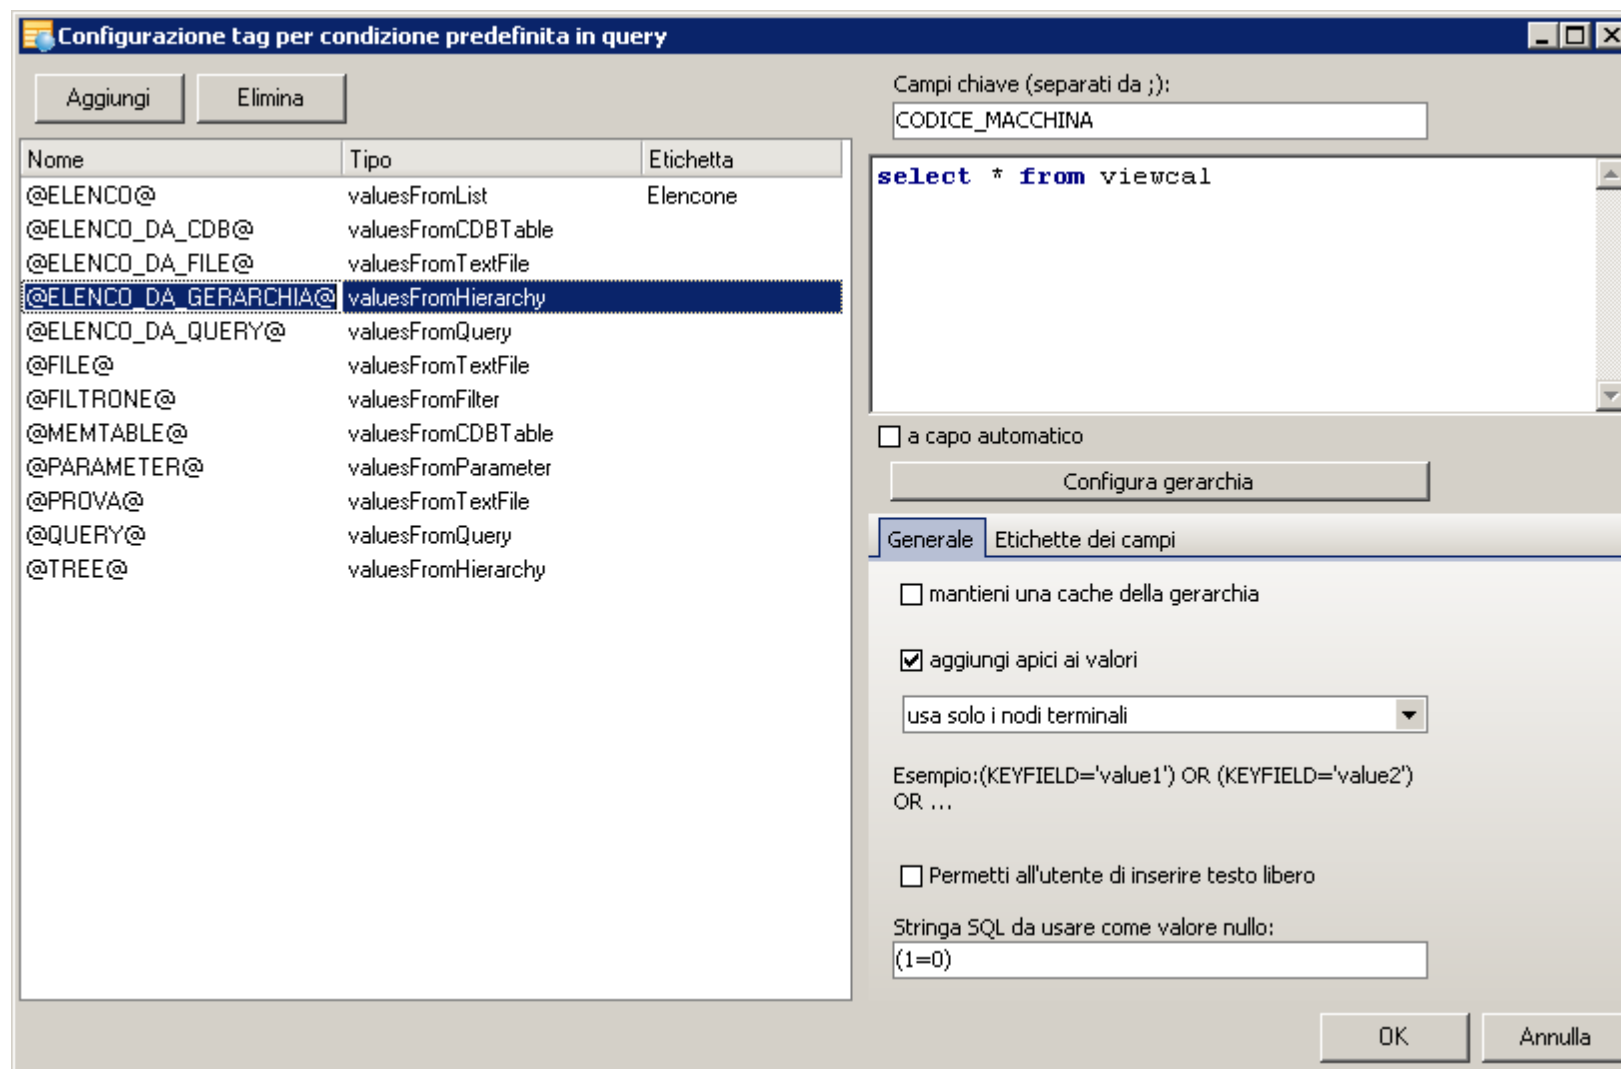 Configurazione tag per condizione predefinita in query
Aggiungi Elimina
Nome Tipo Etichetta
@ELENCO@ valuesFromList Elencone
@ELENCO_DA_CDB@ valuesFromCDBTable
@ELENCO_DA_FILE@ valuesFromTextFile
@ELENCO_DA_GERARCHIA@ valuesFromHierarchy
@ELENCO_DA_QUERY@ valuesFromQuery
@FILE@ valuesFromTextFile
@FILTRONE@ valuesFromFilter
@MEMTABLE@ valuesFromCDBTable
@PARAMETER@ valuesFromParameter
@PROVA@ valuesFromTextFile
@QUERY@ valuesFromQuery
@TREE@ valuesFromHierarchy
Campi chiave (separati da ;):
CODICE_MACCHINA
select * from viewcal
a capo automatico
Configura gerarchia
Generale Etichette dei campi
mantieni una cache della gerarchia
aggiungi apici ai valori
usa solo i nodi terminali
Esempio:(KEYFIELD='value1') OR (KEYFIELD='value2')
OR ...
Permetti all'utente di inserire testo libero
Stringa SQL da usare come valore nullo:
(1=0)
OK Annulla